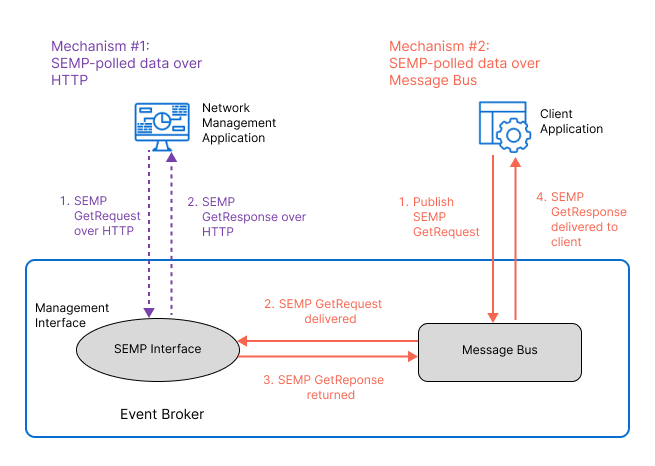 Mechanism #1:
SEMP-polled data over
HTTP
Mechanism #2:
SEMP-polled data over
Message Bus
Network
Management
Application
Client
Application
1. SEMP
GetRequest
over HTTP
2. SEMP
GetResponse over
HTTP
1. Publish
SEMP
GetRequest
4. SEMP
GetResponse
delivered to
client
Management
Interface
2. SEMP GetRequest
delivered
SEMP Interface
Message Bus
3. SEMP GetReponse
returned
Event Broker